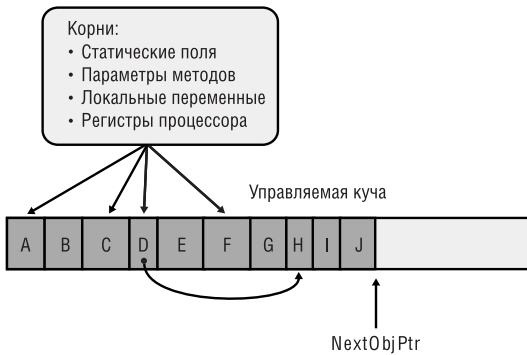 Корни:
• Статические поля
• Параметры методов
• Локальные переменные
• Регистры процессора
Управляемая куча
A B C D E F G H I J
NextObjPtr